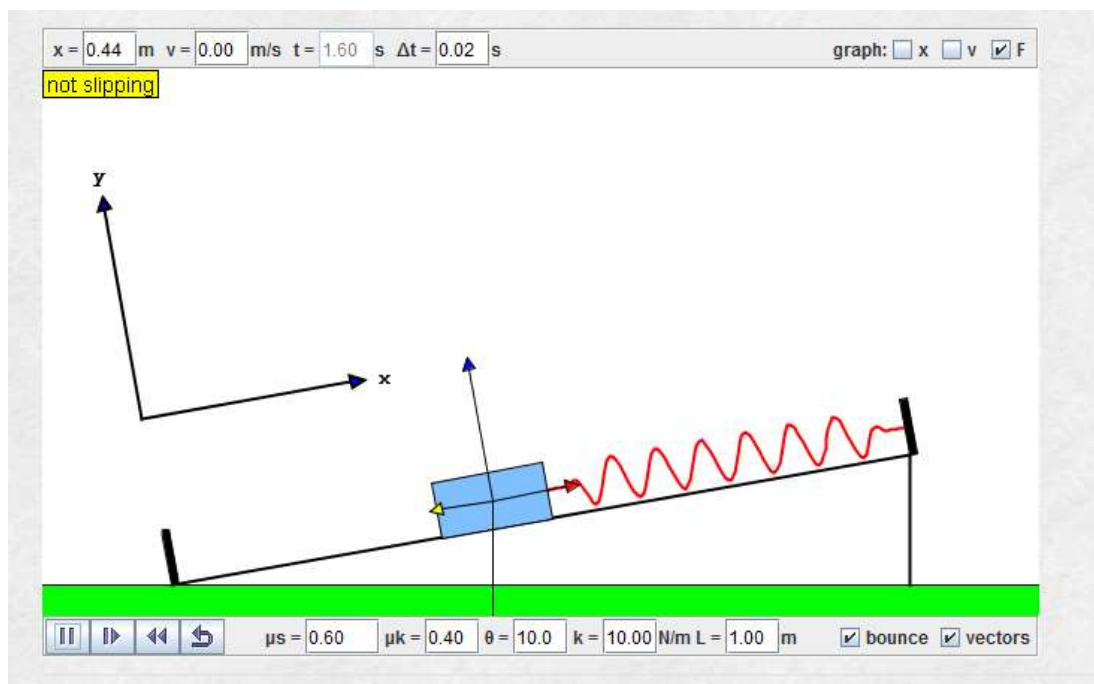 x = 0.44 m v = 0.00 m/s t = 1.60 s Δt = 0.02 s graph: x v F
not slipping
y
x
µs = 0.60 µk = 0.40 θ = 10.0 k = 10.00 N/m L = 1.00 m bounce vectors